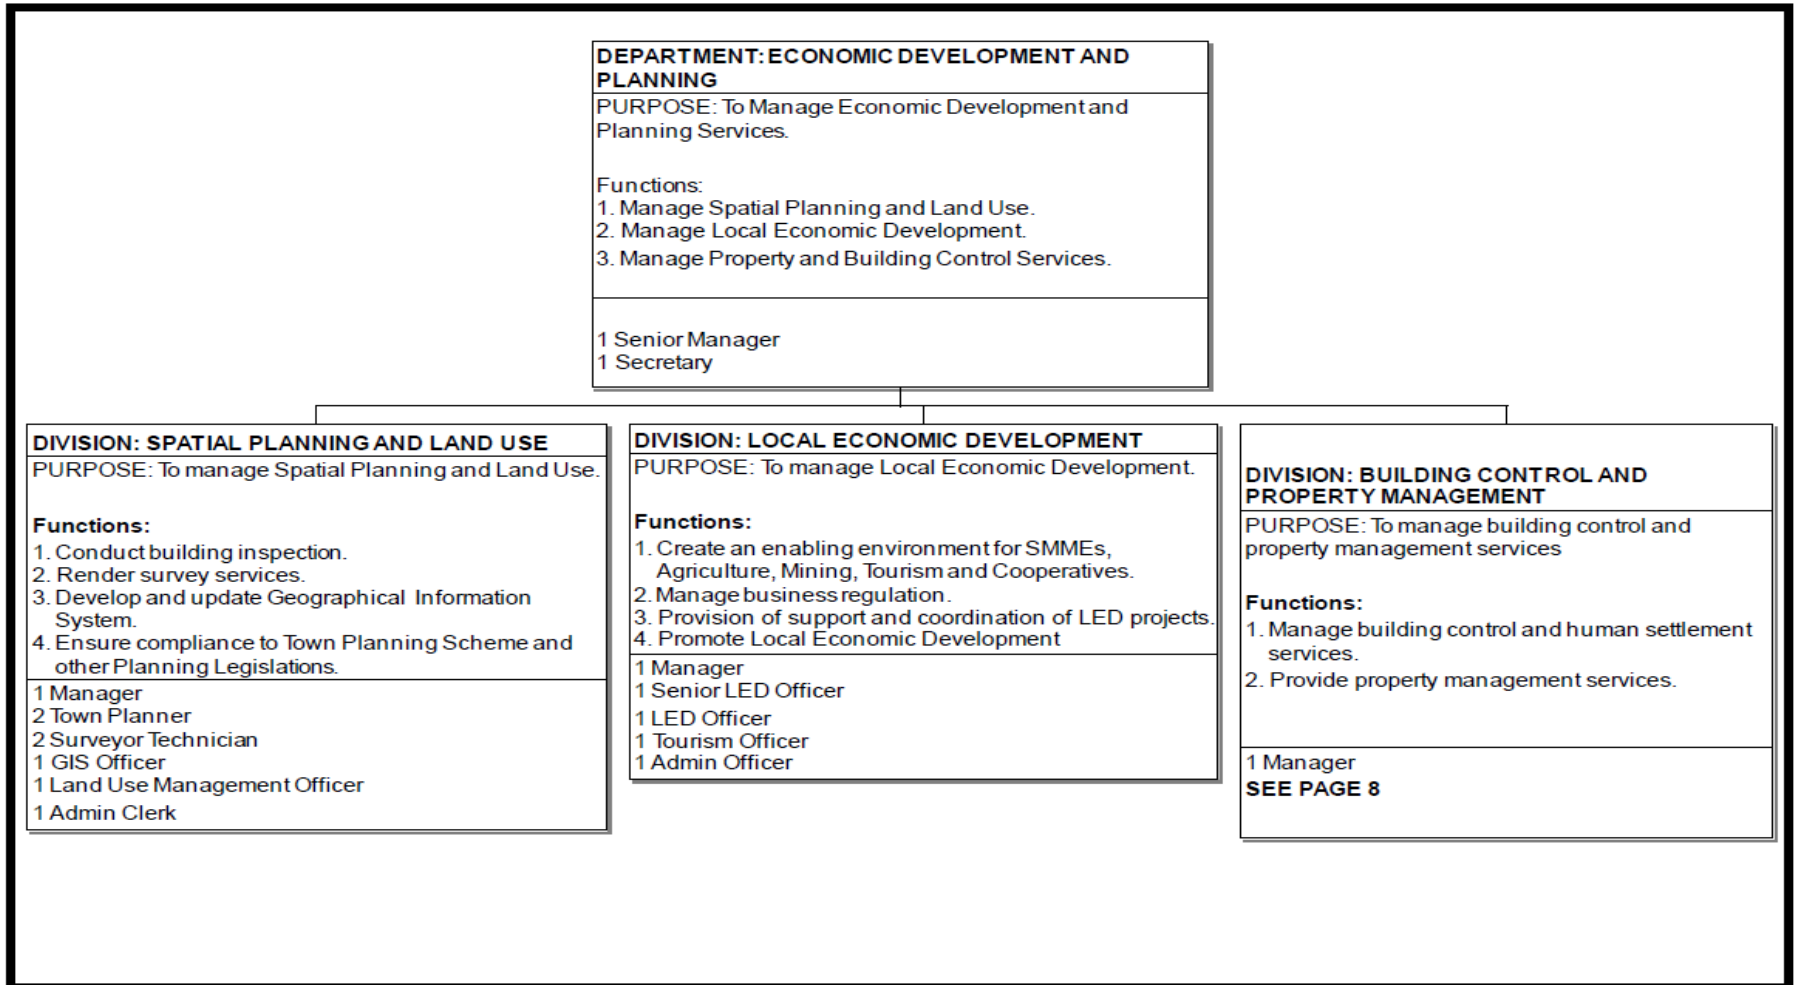 DEPARTMENT: ECONOMIC DEVELOPMENT AND
PLANNING
PURPOSE: To Manage Economic Development and
Planning Services.
Functions:
1. Manage Spatial Planning and Land Use.
2. Manage Local Economic Development.
3. Manage Property and Building Control Services.
1 Senior Manager
1 Secretary
DIVISION: SPATIAL PLANNING AND LAND USE
PURPOSE: To manage Spatial Planning and Land Use.
Functions:
1. Conduct building inspection.
2. Render survey services.
3. Develop and update Geographical Information
System.
4. Ensure compliance to Town Planning Scheme and
other Planning Legislations.
1 Manager
2 Town Planner
2 Surveyor Technician
1 GIS Officer
1 Land Use Management Officer
1 Admin Clerk
DIVISION: LOCAL ECONOMIC DEVELOPMENT
PURPOSE: To manage Local Economic Development.
Functions:
1. Create an enabling environment for SMMEs,
Agriculture, Mining, Tourism and Cooperatives.
2. Manage business regulation.
3. Provision of support and coordination of LED projects.
4. Promote Local Economic Development
1 Manager
1 Senior LED Officer
1 LED Officer
1 Tourism Officer
1 Admin Officer
DIVISION: BUILDING CONTROL AND
PROPERTY MANAGEMENT
PURPOSE: To manage building control and
property management services
Functions:
1. Manage building control and human settlement
services.
2. Provide property management services.
1 Manager
SEE PAGE 8